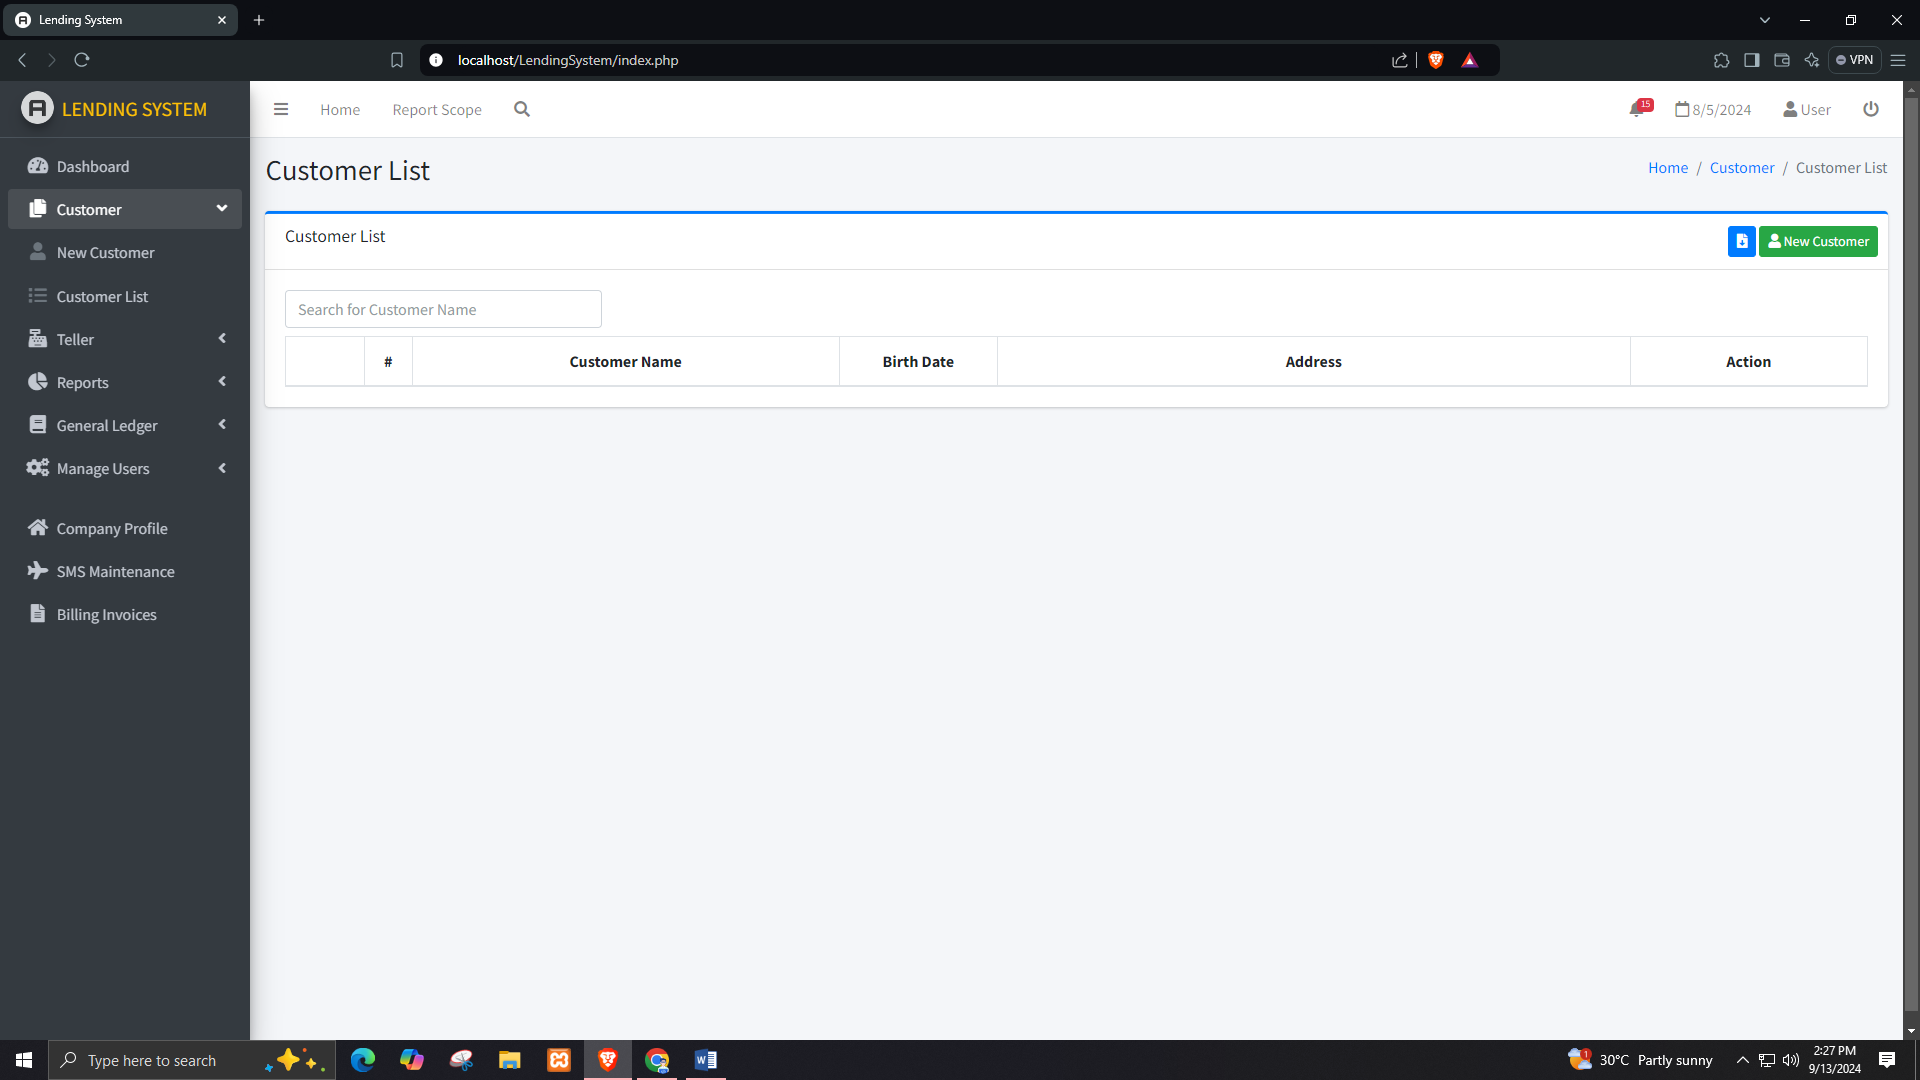 Lending System
localhost/LendingSystem/index.php
VPN
A LENDING SYSTEM
Home
Report Scope
15
8/5/2024
User
Dashboard
Customer
New Customer
Customer List
Teller
Reports
General Ledger
Manage Users
Company Profile
SMS Maintenance
Billing Invoices
Customer List
Home / Customer / Customer List
Customer List
New Customer
Search for Customer Name
# Customer Name Birth Date Address Action
Type here to search
1
30°C Partly sunny
2:27 PM
9/13/2024